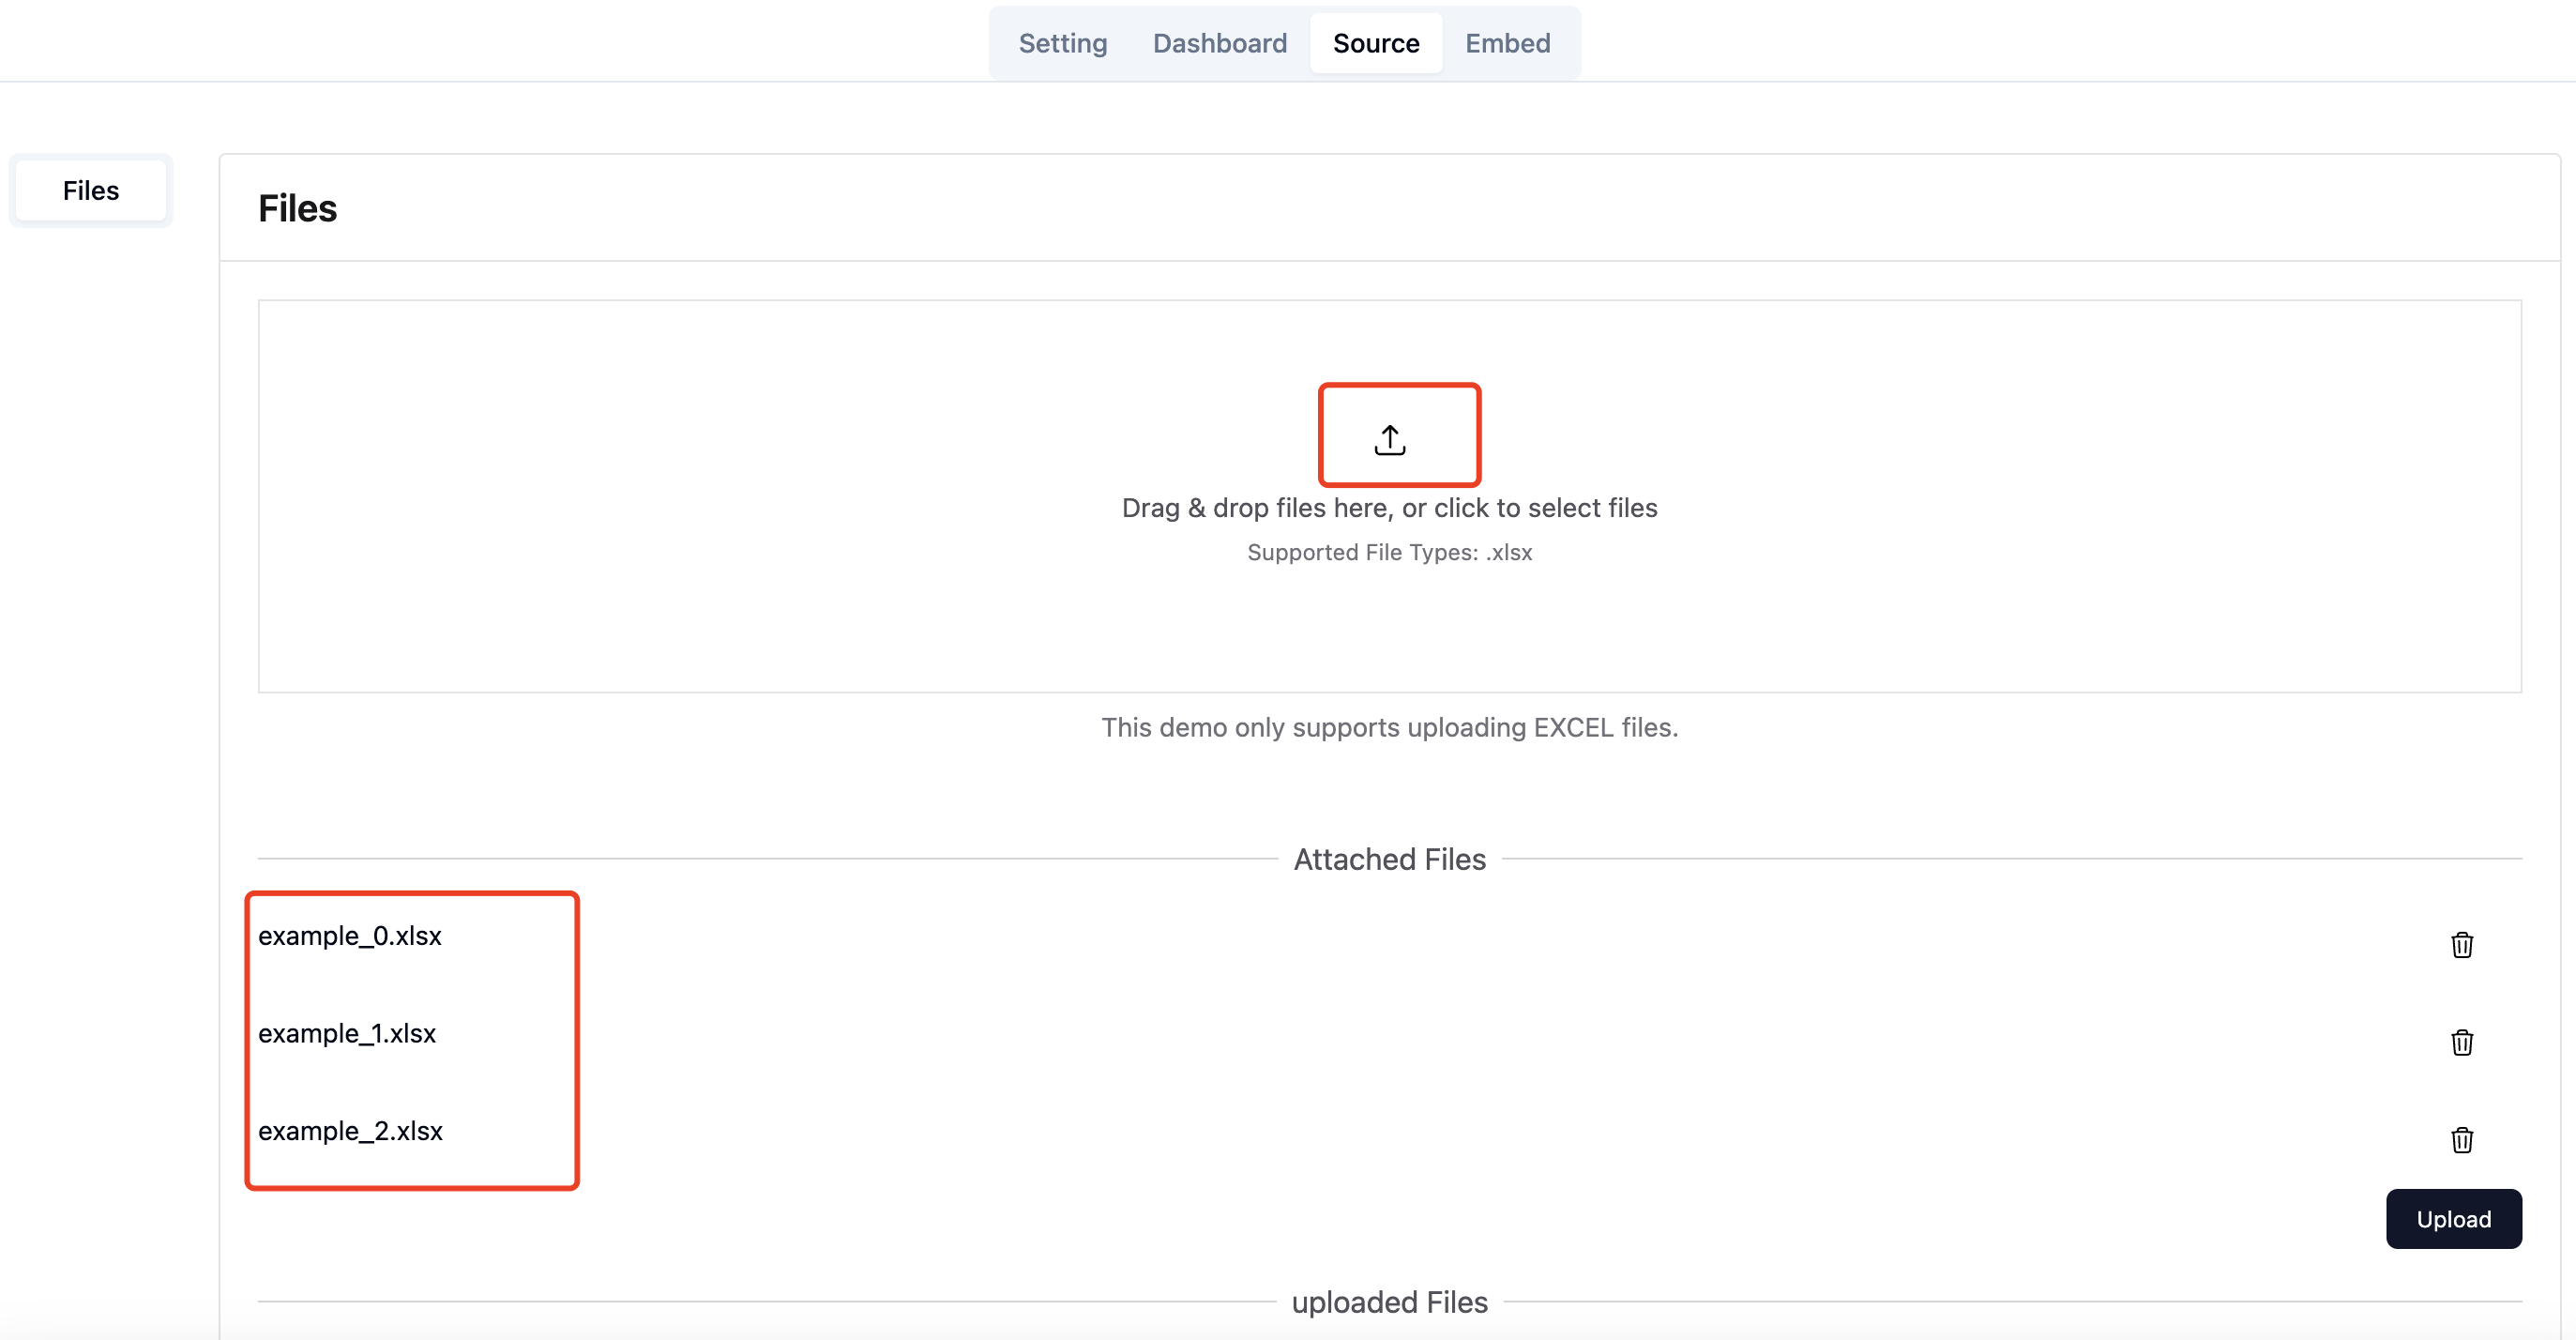 Setting Dashboard Source Embed
Files
Files
Drag & drop files here, or click to select files
Supported File Types: .xlsx
This demo only supports uploading EXCEL files.
Attached Files
example_0.xlsx
example_1.xlsx
example_2.xlsx
Upload
uploaded Files